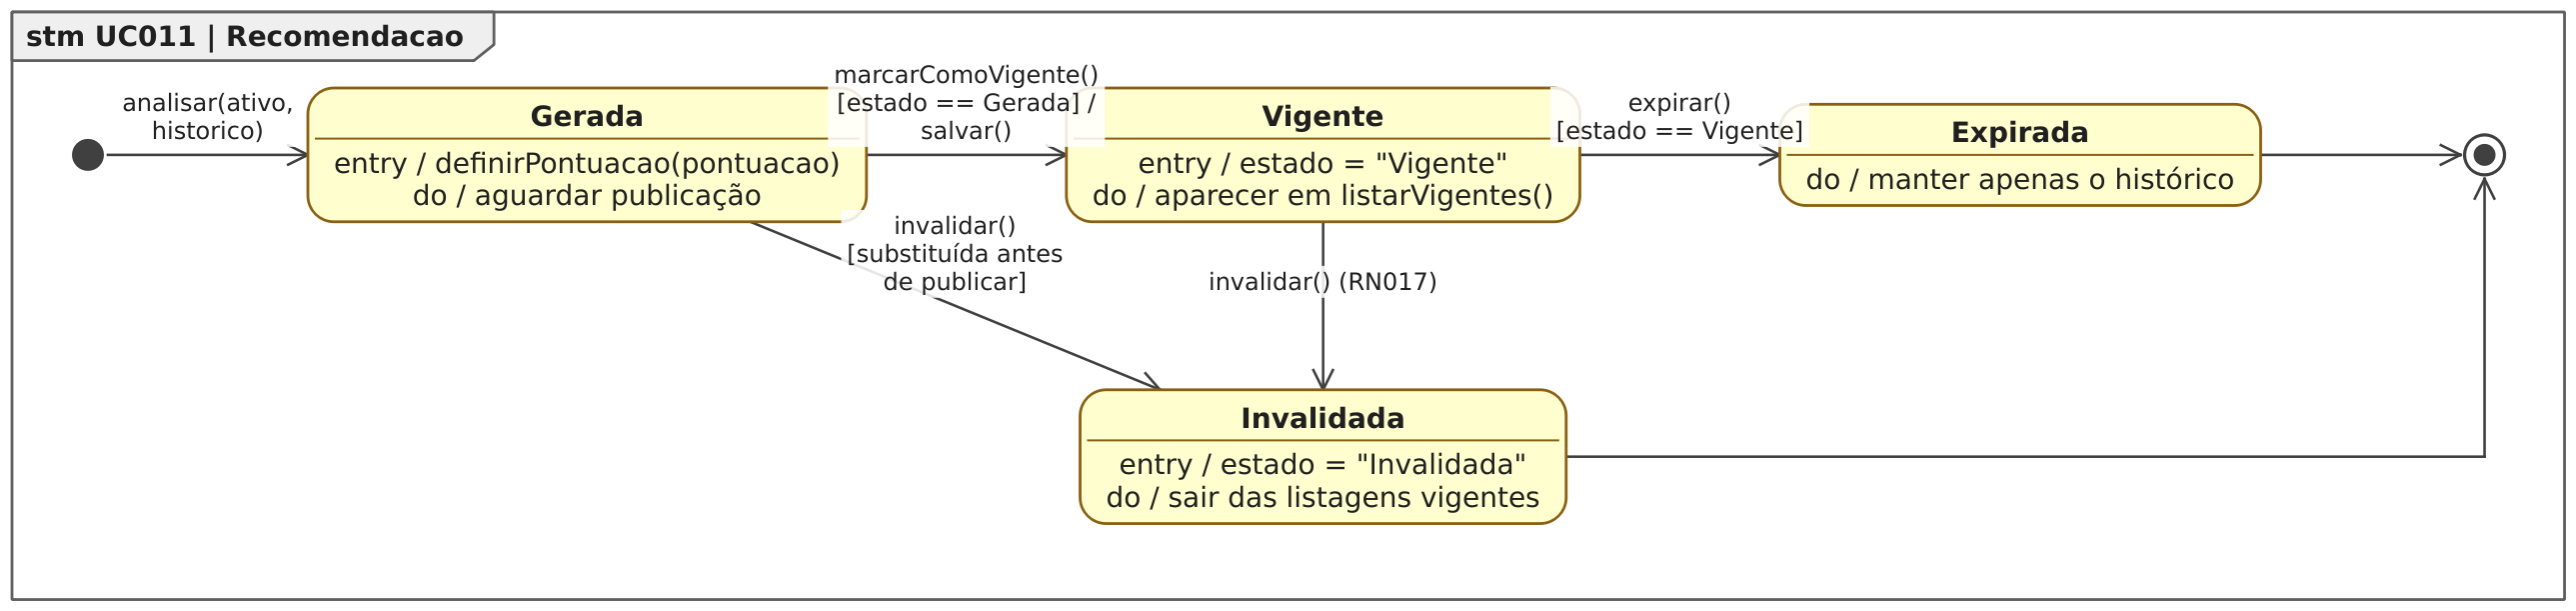 stm UC011 | Recomendacao
analisar(ativo,
historico)
Gerada
entry / definirPontuacao(pontuacao)
do / aguardar publicação
marcarComoVigente()
[estado == Gerada] /
salvar()
Vigente
entry / estado = "Vigente"
do / aparecer em listarVigentes()
expirar()
[estado == Vigente]
Expirada
do / manter apenas o histórico
invalidar()
[substituída antes
de publicar]
invalidar() (RN017)
Invalidada
entry / estado = "Invalidada"
do / sair das listagens vigentes